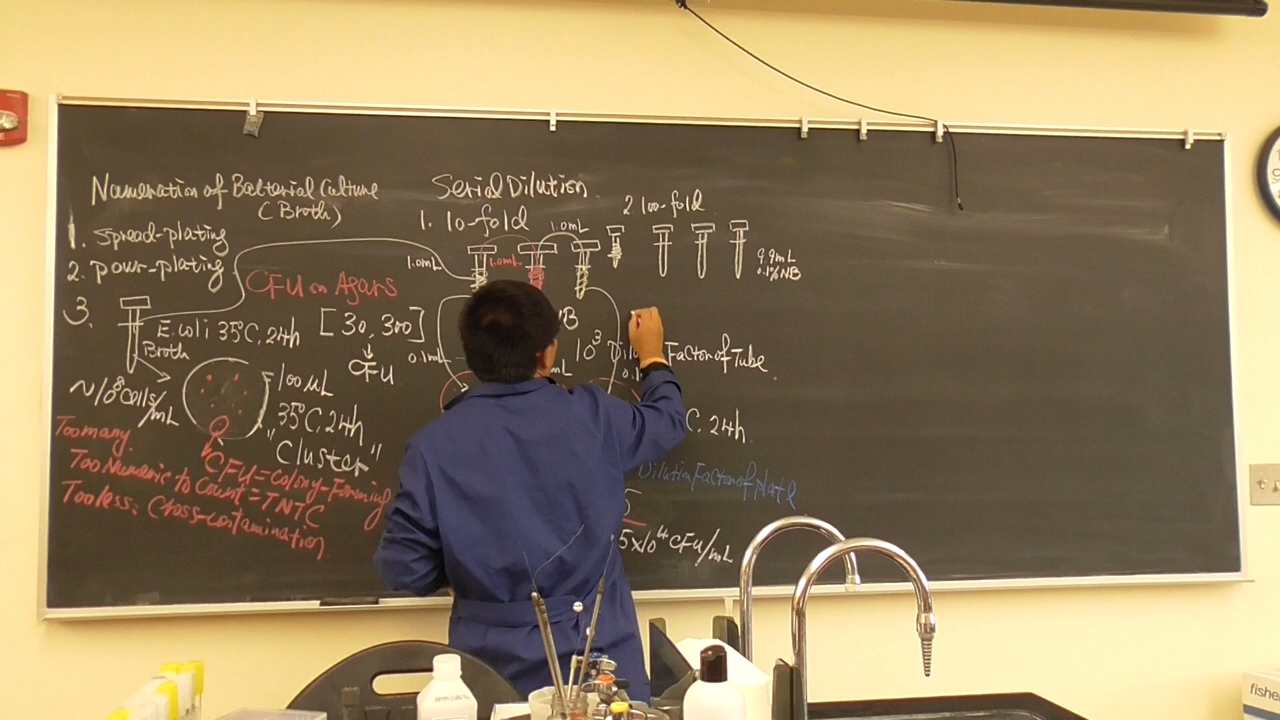 Numeration of Bacterial Culture
(Broth)
1. spread-plating
2. pour-plating
3.
E.coli 35°C, 24h
Broth
~10⁸ cells/mL
CFU on Agars
[30, 300]
CFU
100 µL
35°C, 24h
"Cluster"
CFU = Colony-Forming
Too many.
Too Numeric to Count = TNTC
Too less: Cross-contamination
Serial Dilution
1. 10-fold
1.0mL
1.0mL
1.0mL
0.1mL
10³
Factor of Tube
C. 24h
Dilution Factor of Plate
5
5x10⁴ CFU/mL
2. 100-fold
9.9mL
0.1% NB
fisher